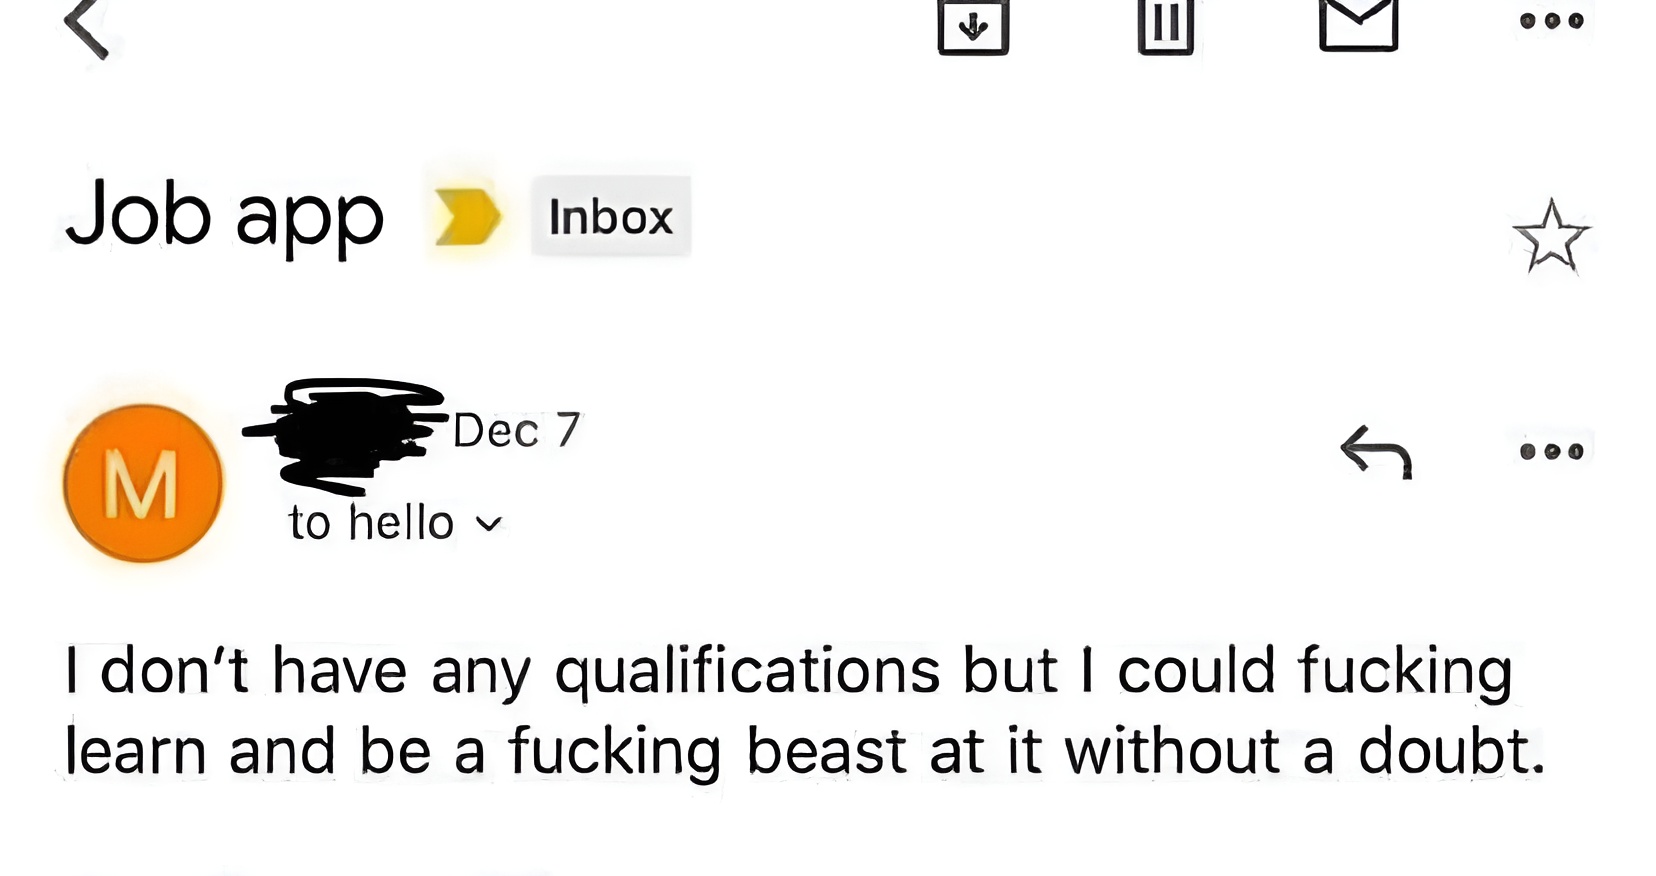 Job app Inbox
M
Dec 7
to hello
I don't have any qualifications but I could fucking
learn and be a fucking beast at it without a doubt.